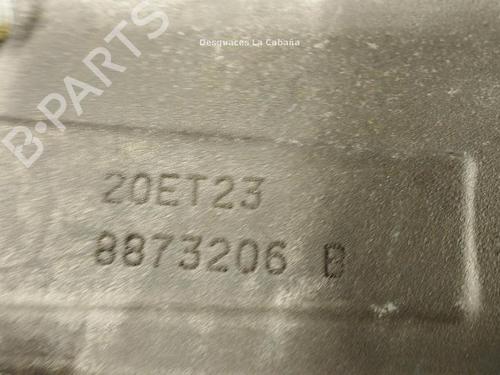 B-PARTS
Desguaces La Cabaña
20ET23
8873206 B